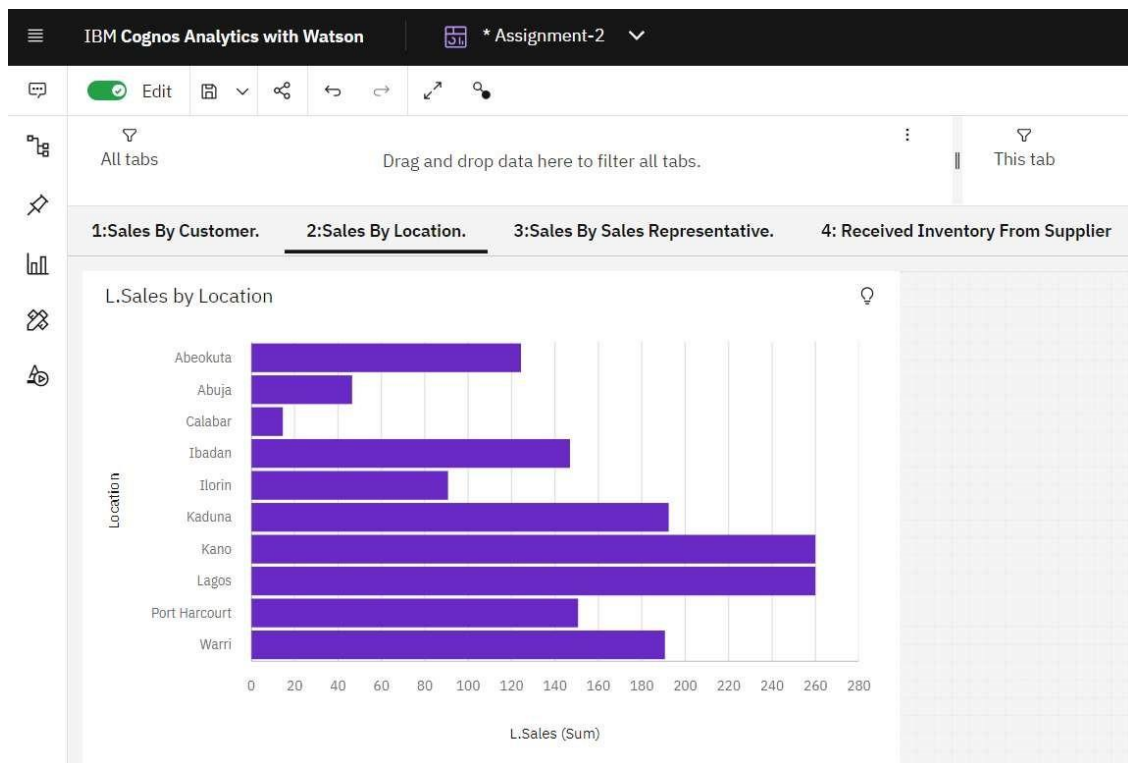 IBM Cognos Analytics with Watson
* Assignment-2
Edit
All tabs
Drag and drop data here to filter all tabs.
This tab
1:Sales By Customer.
2:Sales By Location.
3:Sales By Sales Representative.
4: Received Inventory From Supplier
L.Sales by Location
Location
Abeokuta
Abuja
Calabar
Ibadan
Ilorin
Kaduna
Kano
Lagos
Port Harcourt
Warri
0 20 40 60 80 100 120 140 160 180 200 220 240 260 280
L.Sales (Sum)